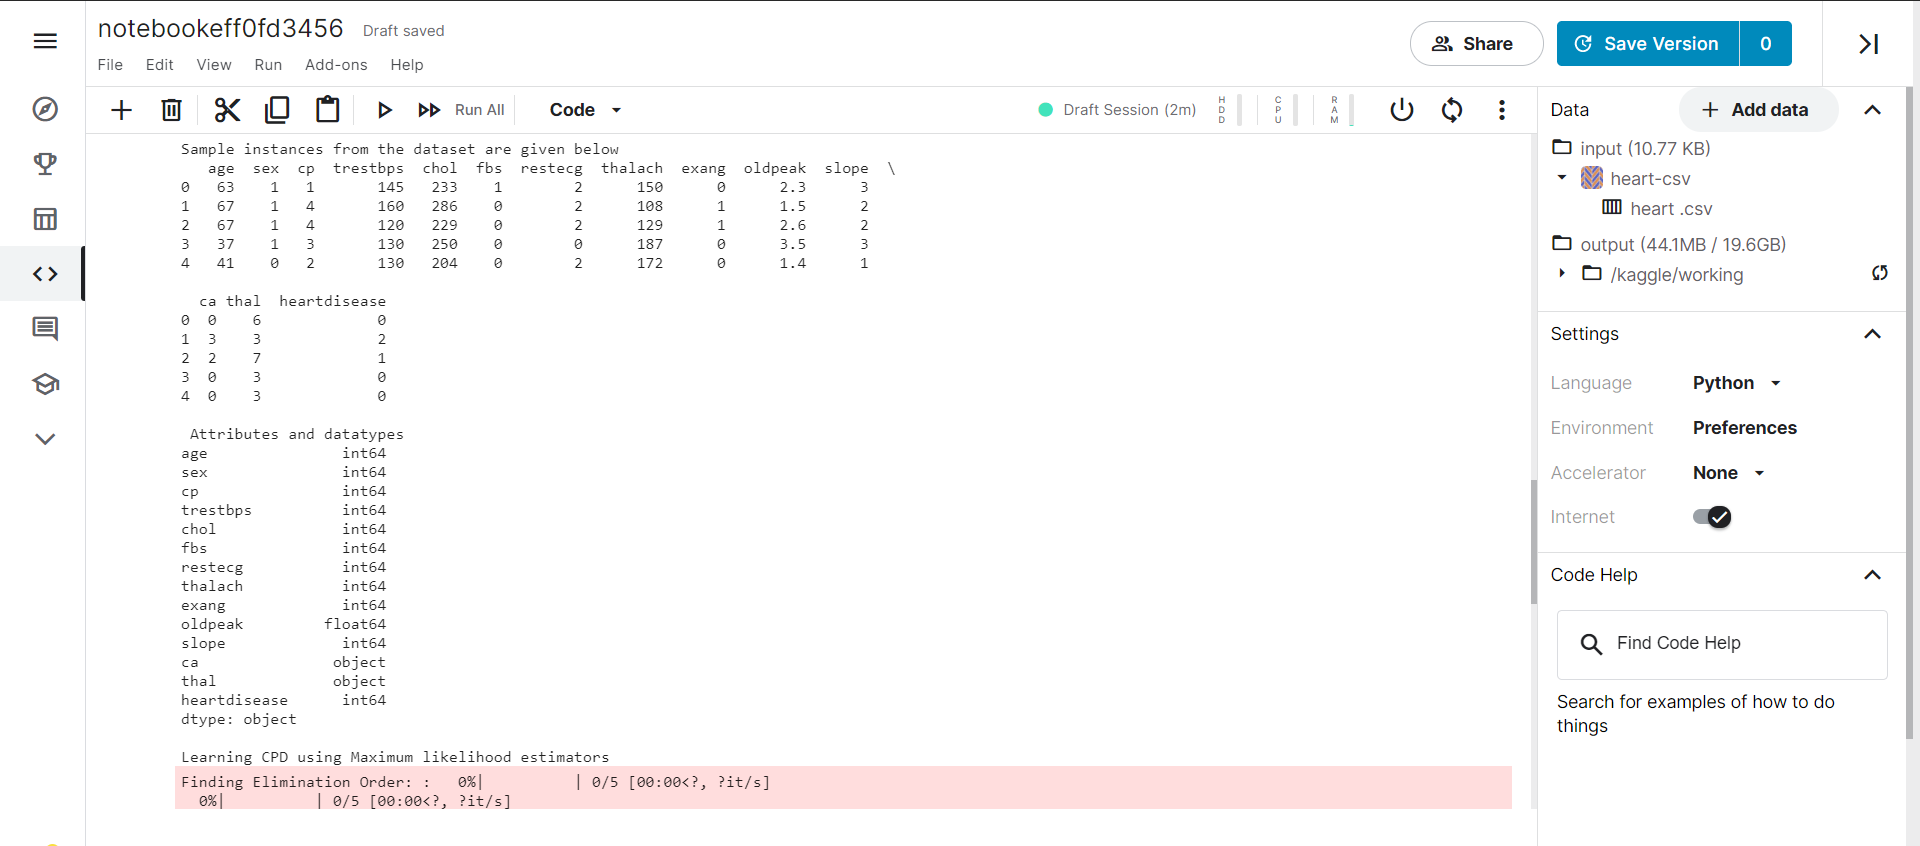 notebookeff0fd3456 Draft saved
File Edit View Run Add-ons Help
Share
Save Version 0
Run All
Code
Draft Session (2m)
HDD
CPU
RAM
Sample instances from the dataset are given below
   age  sex  cp  trestbps  chol  fbs  restecg  thalach  exang  oldpeak  slope  \
0   63    1   1       145   233    1        2      150      0      2.3      3
1   67    1   4       160   286    0        2      108      1      1.5      2
2   67    1   4       120   229    0        2      129      1      2.6      2
3   37    1   3       130   250    0        0      187      0      3.5      3
4   41    0   2       130   204    0        2      172      0      1.4      1
  ca thal  heartdisease
0  0    6             0
1  3    3             2
2  2    7             1
3  0    3             0
4  0    3             0
Attributes and datatypes
age int64
sex int64
cp int64
trestbps int64
chol int64
fbs int64
restecg int64
thalach int64
exang int64
oldpeak float64
slope int64
ca object
thal object
heartdisease int64
dtype: object
Learning CPD using Maximum likelihood estimators
Finding Elimination Order: :   0%|          | 0/5 [00:00<?, ?it/s]
0%|          | 0/5 [00:00<?, ?it/s]
Data
Add data
input (10.77 KB)
heart-csv
heart .csv
output (44.1MB / 19.6GB)
/kaggle/working
Settings
Language Python
Environment Preferences
Accelerator None
Internet
Code Help
Find Code Help
Search for examples of how to do
things